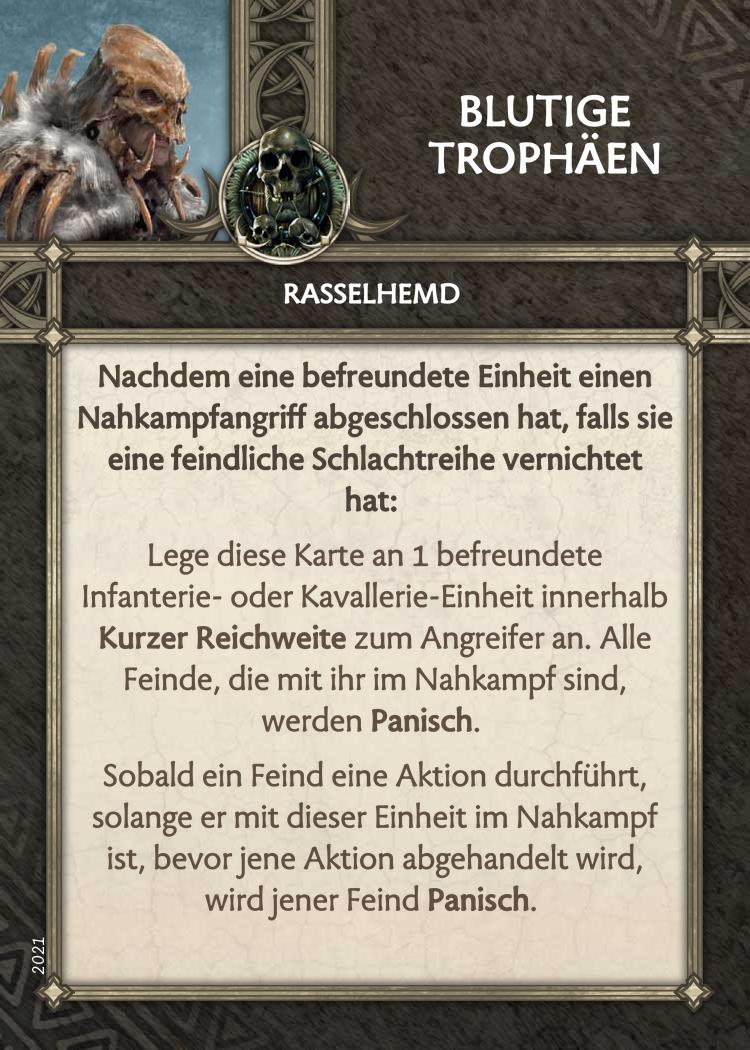 BLUTIGE
TROPHÄEN
RASSELHEMD
Nachdem eine befreundete Einheit einen
Nahkampfangriff abgeschlossen hat, falls sie
eine feindliche Schlachtreihe vernichtet
hat:
Lege diese Karte an 1 befreundete
Infanterie- oder Kavallerie-Einheit innerhalb
Kurzer Reichweite zum Angreifer an. Alle
Feinde, die mit ihr im Nahkampf sind,
werden Panisch.
Sobald ein Feind eine Aktion durchführt,
solange er mit dieser Einheit im Nahkampf
ist, bevor jene Aktion abgehandelt wird,
wird jener Feind Panisch.
2021